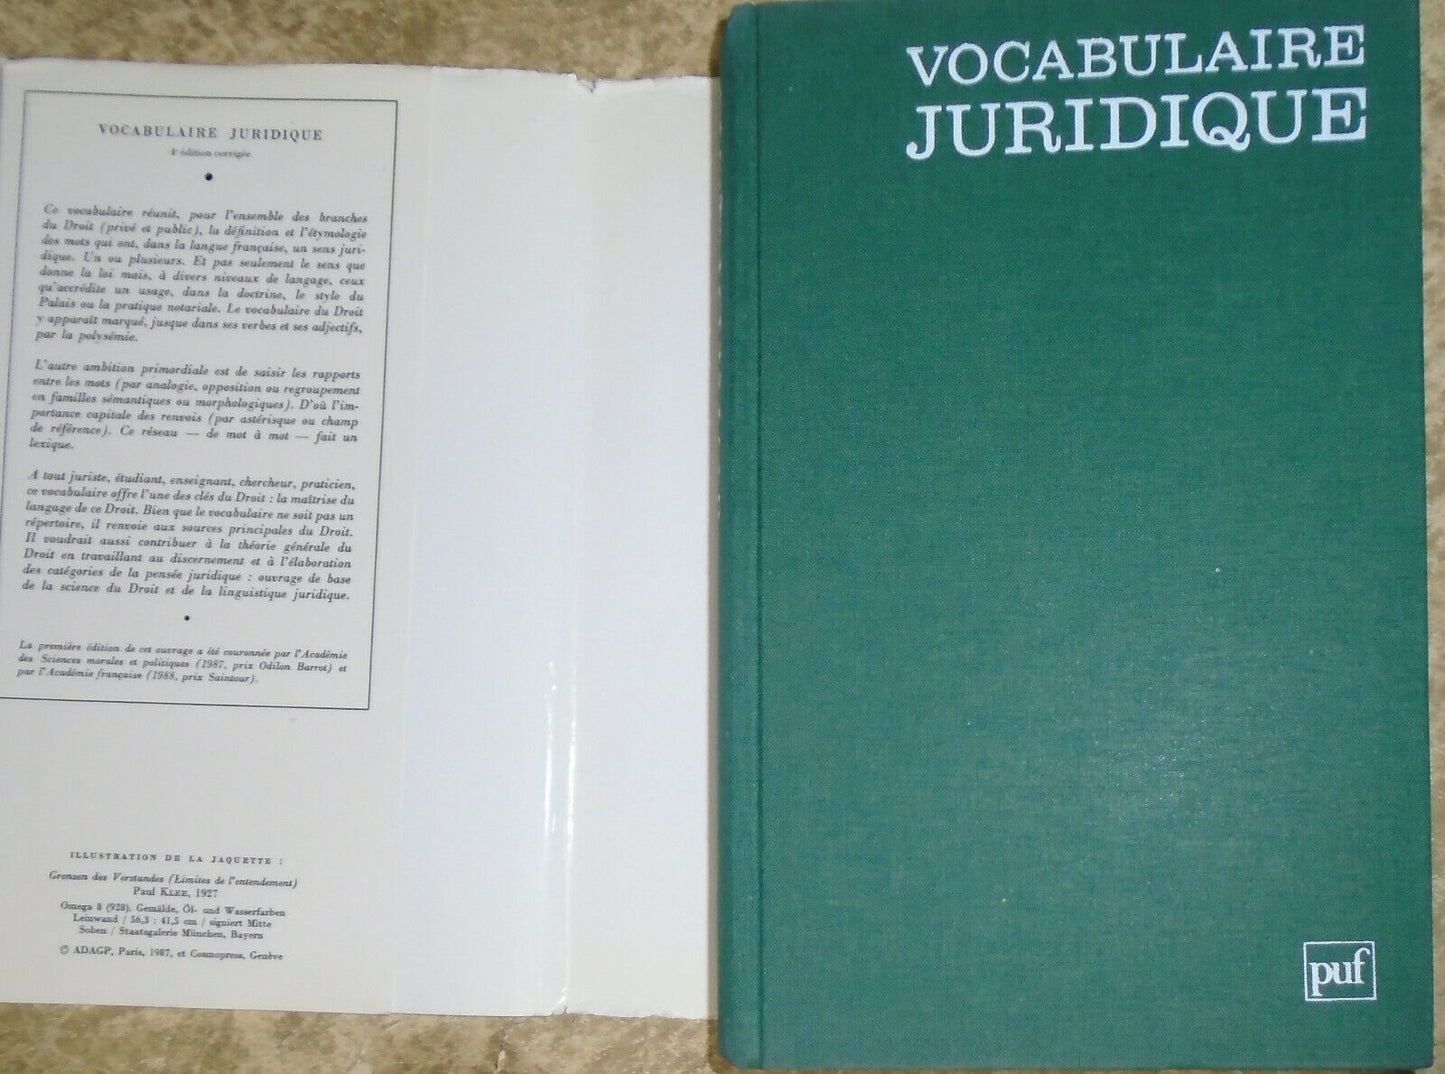 VOCABULAIRE JURIDIQUE
4e édition corrigée
Ce vocabulaire réunit, pour l'ensemble des branches
du Droit (privé et public), la définition et l'étymologie
des mots qui ont, dans la langue française, un sens juri-
dique. Un ou plusieurs. Et pas seulement le sens que
donne la loi mais, à divers niveaux de langage, ceux
qu'accrédite un usage, dans la doctrine, le style du
Palais ou la pratique notariale. Le vocabulaire du Droit
y apparaît marqué, jusque dans ses verbes et ses adjectifs,
par la polysémie.
L'autre ambition primordiale est de saisir les rapports
entre les mots (par analogie, opposition ou regroupement
en familles sémantiques ou morphologiques). D'où l'im-
portance capitale des renvois (par astérisque ou champ
de référence). Ce réseau — de mot à mot — fait un
lexique.
A tout juriste, étudiant, enseignant, chercheur, praticien,
ce vocabulaire offre l'une des clés du Droit : la maîtrise du
langage de ce Droit. Bien que le vocabulaire ne soit pas un
répertoire, il renvoie aux sources principales du Droit.
Il voudrait aussi contribuer à la théorie générale du
Droit en travaillant au discernement et à l'élaboration
des catégories de la pensée juridique : ouvrage de base
de la science du Droit et de la linguistique juridique.
La première édition de cet ouvrage a été couronnée par l'Académie
des Sciences morales et politiques (1987, prix Odilon Barrot) et
par l'Académie française (1988, prix Saintour).
ILLUSTRATION DE LA JAQUETTE :
Grenzen des Verstandes (Limites de l'entendement)
Paul KLEE, 1927
Omega 8 (928). Gemälde, Öl- und Wasserfarben
Leinwand / 56,3 : 41,5 cm / signiert Mitte
Soben / Staatsgalerie München, Bayern
© ADAGP, Paris, 1987, et Cosmopress, Genève
VOCABULAIRE
JURIDIQUE
puf